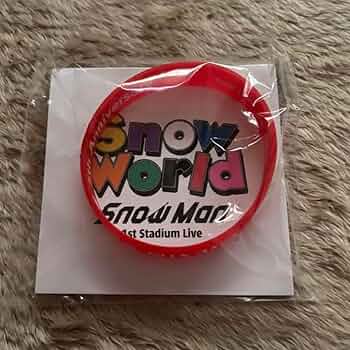 Snow
World
Snow Man
1st Stadium Live